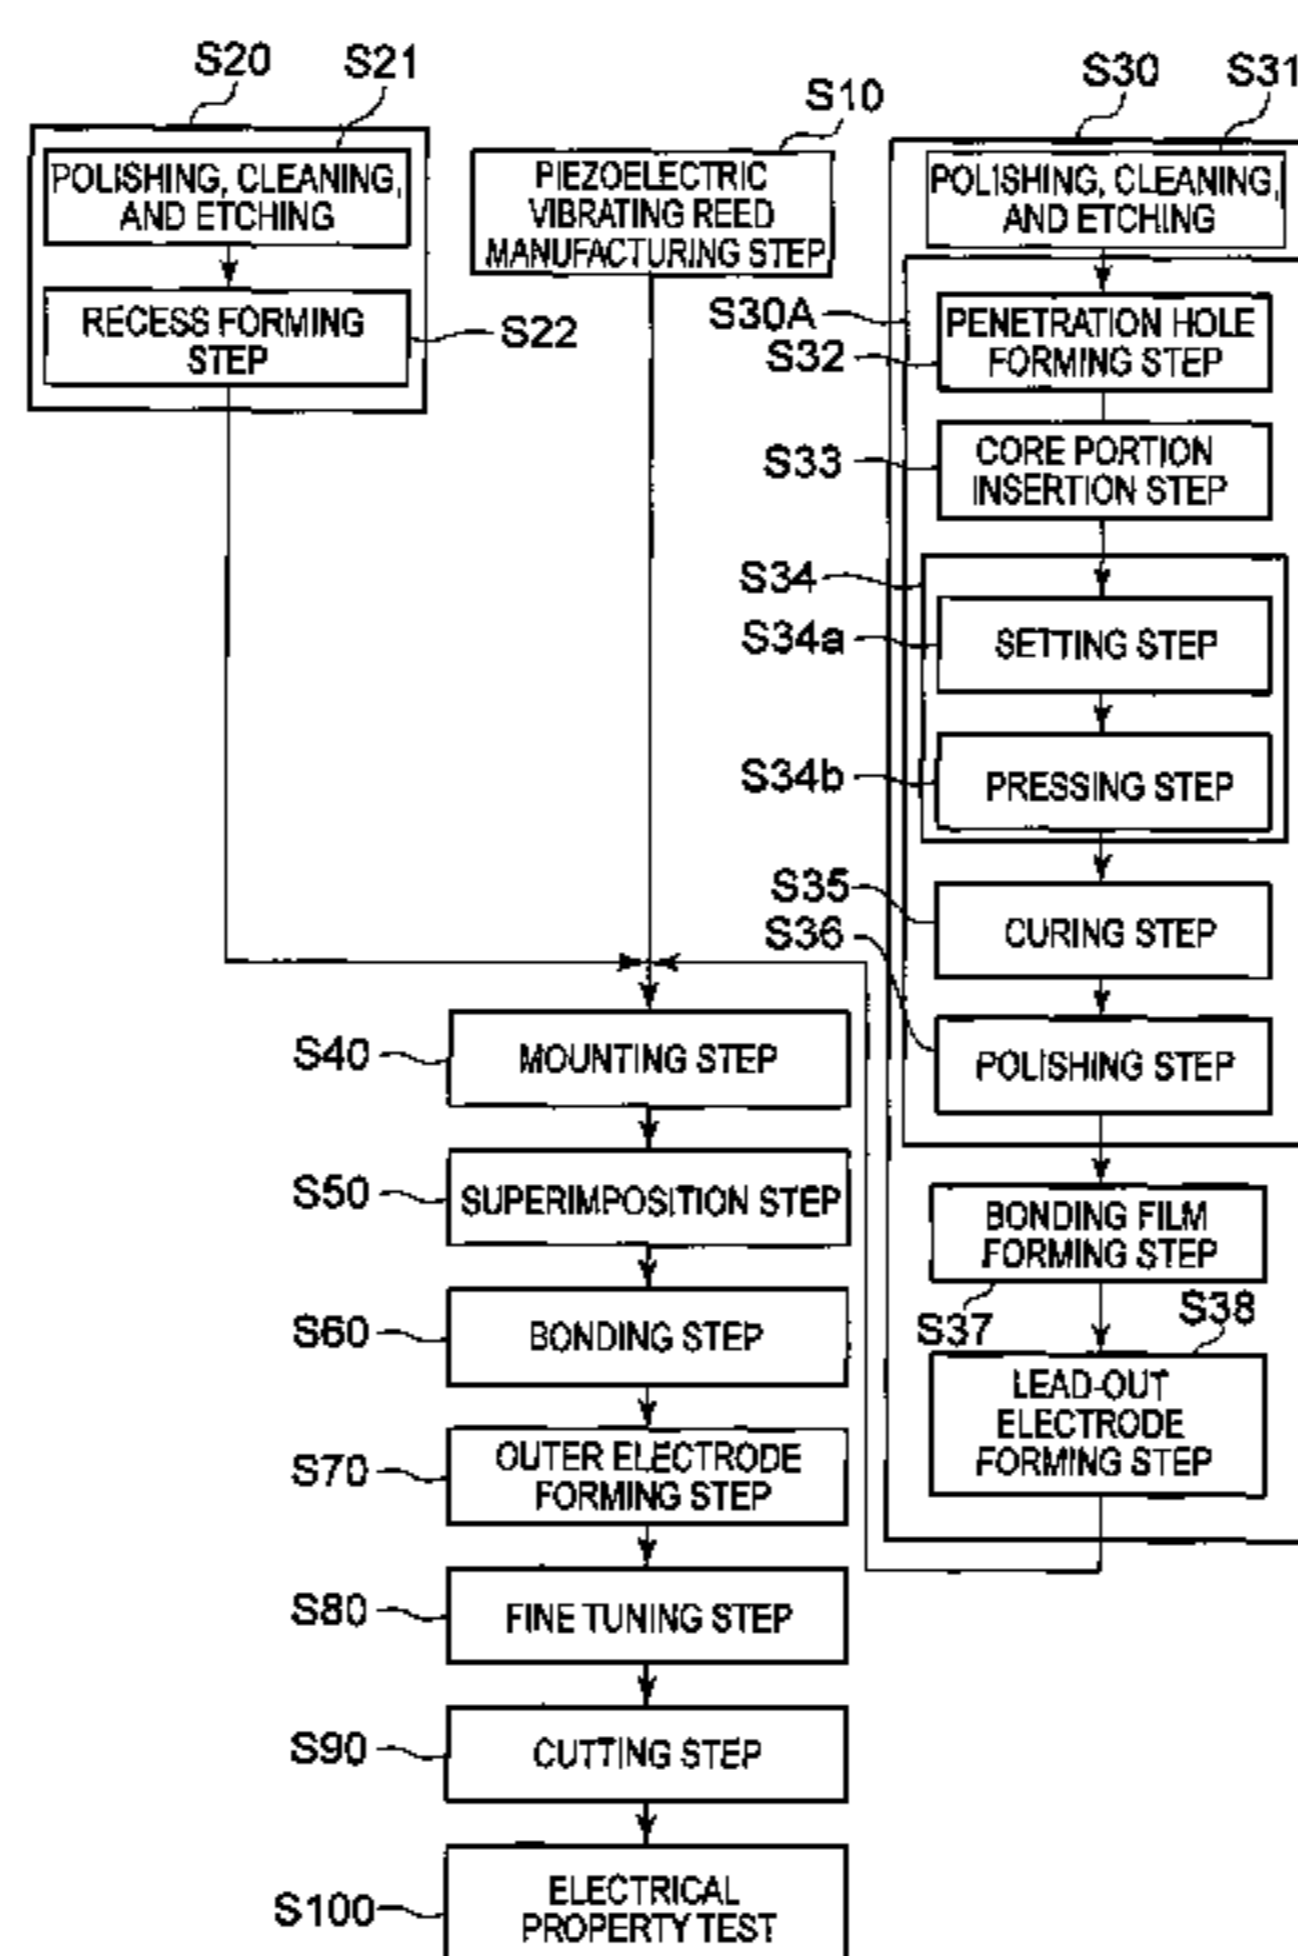 S20
S21
POLISHING, CLEANING,
AND ETCHING
RECESS FORMING
STEP
S22
S10
PIEZOELECTRIC
VIBRATING REED
MANUFACTURING STEP
S30
S31
POLISHING, CLEANING,
AND ETCHING
S30A
S32
PENETRATION HOLE
FORMING STEP
S33
CORE PORTION
INSERTION STEP
S34
S34a
SETTING STEP
S34b
PRESSING STEP
S35
CURING STEP
S36
POLISHING STEP
BONDING FILM
FORMING STEP
S37
S38
LEAD-OUT
ELECTRODE
FORMING STEP
S40
MOUNTING STEP
S50
SUPERIMPOSITION STEP
S60
BONDING STEP
S70
OUTER ELECTRODE
FORMING STEP
S80
FINE TUNING STEP
S90
CUTTING STEP
S100
ELECTRICAL
PROPERTY TEST